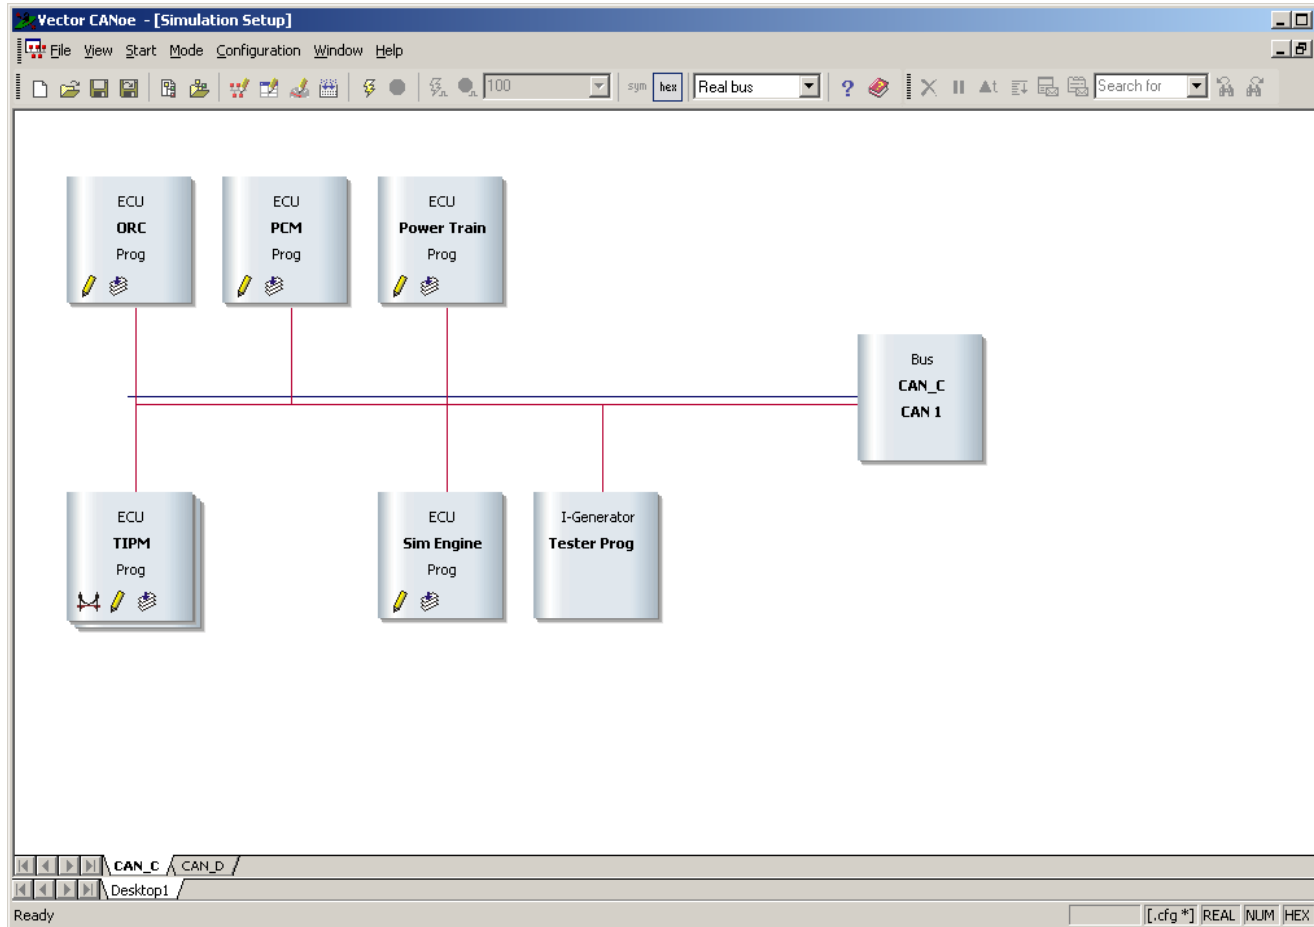 Vector CANoe - [Simulation Setup]
File View Start Mode Configuration Window Help
100 sym hex Real bus ? Search for
ECU
ORC
Prog
ECU
PCM
Prog
ECU
Power Train
Prog
Bus
CAN_C
CAN 1
ECU
TIPM
Prog
ECU
Sim Engine
Prog
I-Generator
Tester Prog
CAN_C CAN_D
Desktop1
Ready [.cfg *] REAL NUM HEX